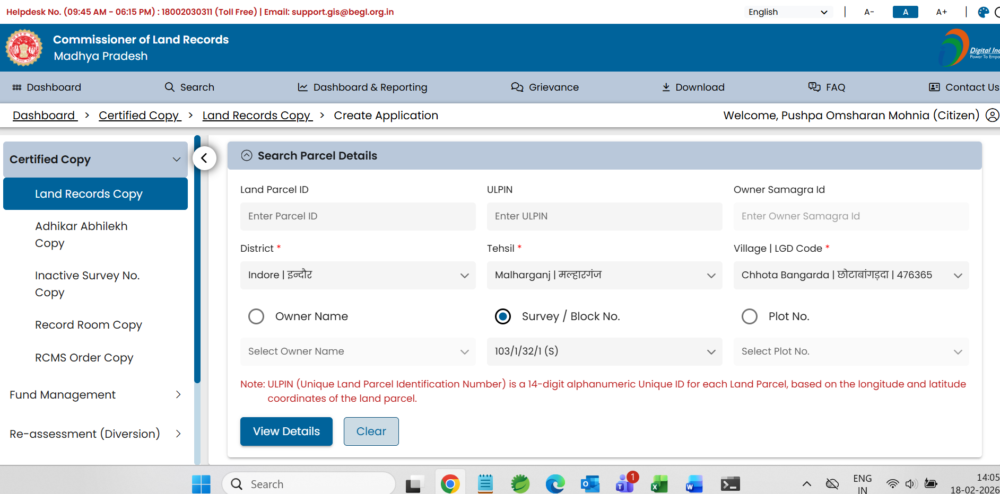 Helpdesk No. (09:45 AM - 06:15 PM) : 18002030311 (Toll Free) | Email: support.gis@begl.org.in
English
A-
A
A+
Commissioner of Land Records
Madhya Pradesh
Digital
Power To
Dashboard
Search
Dashboard & Reporting
Grievance
Download
FAQ
Contact Us
Dashboard > Certified Copy > Land Records Copy > Create Application
Welcome, Pushpa Omsharan Mohnia (Citizen)
Certified Copy
Land Records Copy
Adhikar Abhilekh
Copy
Inactive Survey No.
Copy
Record Room Copy
RCMS Order Copy
Fund Management
Re-assessment (Diversion)
Search Parcel Details
Land Parcel ID
ULPIN
Owner Samagra Id
Enter Parcel ID
Enter ULPIN
Enter Owner Samagra Id
District *
Tehsil *
Village | LGD Code *
Indore | इन्दौर
Malharganj | मल्हारगंज
Chhota Bangarda | छोटाबांगड़दा | 476365
Owner Name
Survey / Block No.
Plot No.
Select Owner Name
103/1/32/1 (S)
Select Plot No.
Note: ULPIN (Unique Land Parcel Identification Number) is a 14-digit alphanumeric Unique ID for each Land Parcel, based on the longitude and latitude
coordinates of the land parcel.
View Details
Clear
Search
1
ENG
IN
14:05
18-02-2026